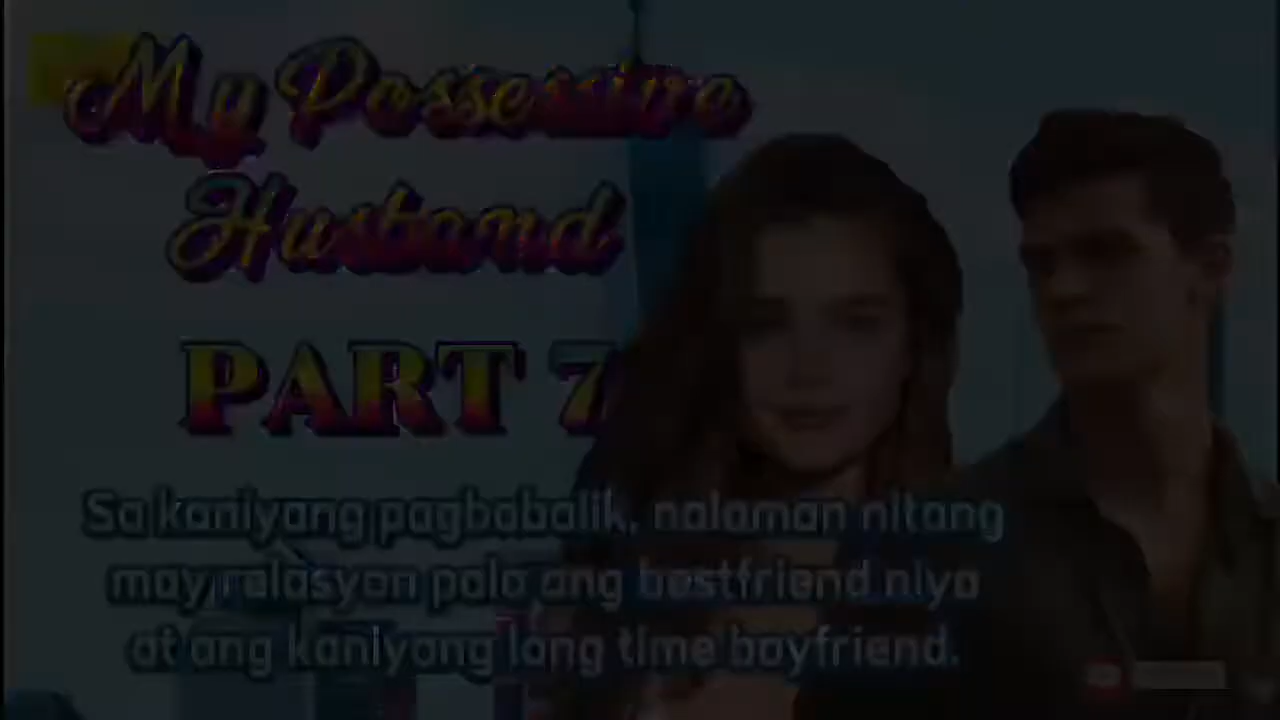 My Possessive
Husband
PART 7
Sa kaniyang pagbabalik, nalaman nitang
may relasyon pala ang bestfriend niya
at ang kaniyang long time boyfriend.